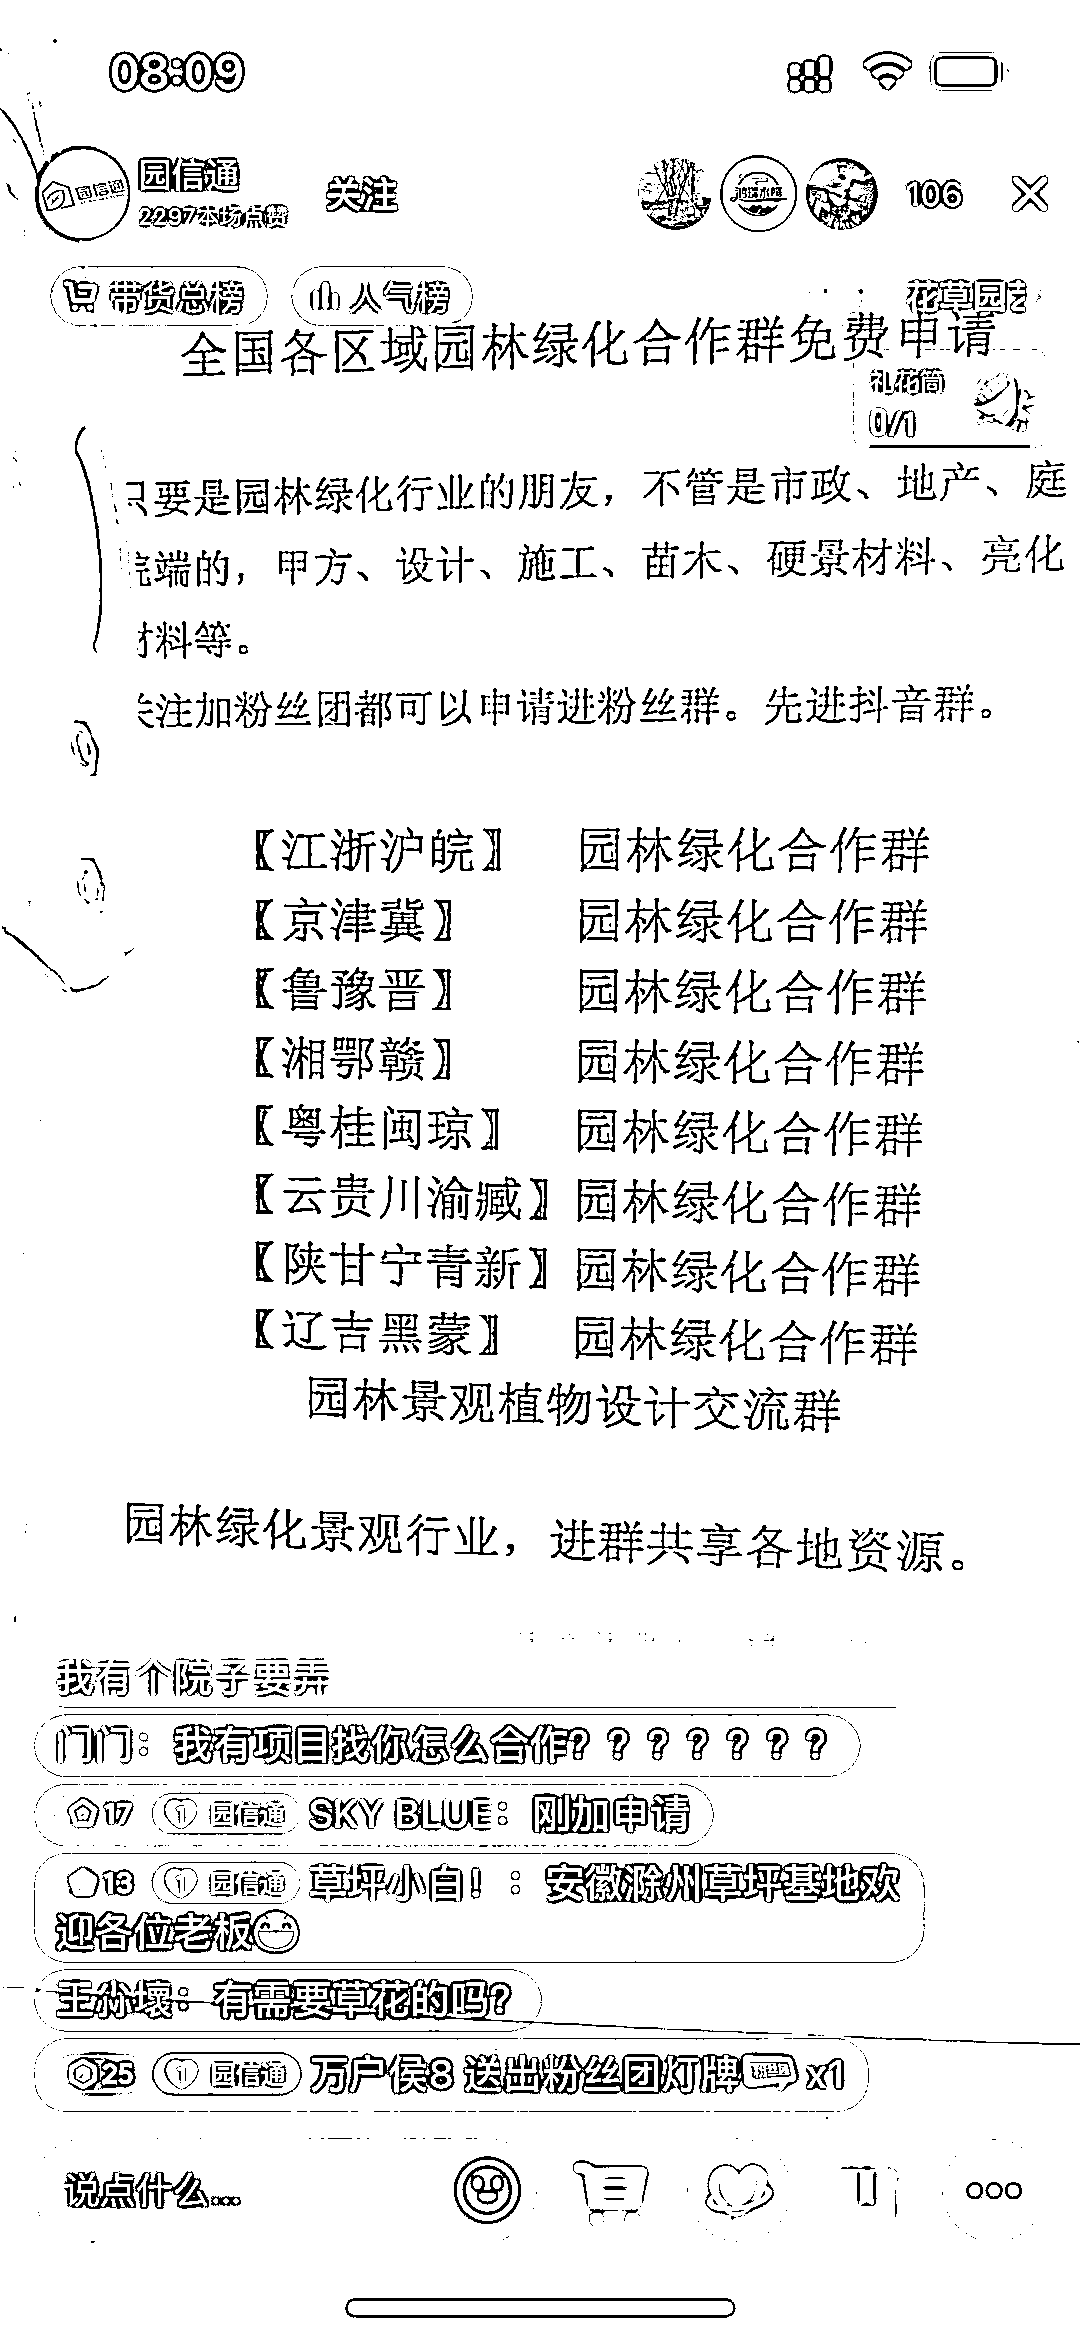 08:09
园信通
园信通
2297本场点赞
关注
106
带货总榜
人气榜
花草园
全国各区域园林绿化合作群免费申请
礼花筒
0/1
只要是园林绿化行业的朋友，不管是市政、地产、庭
院端的，甲方、设计、施工、苗木、硬景材料、亮化
材料等。
关注加粉丝团都可以申请进粉丝群。先进抖音群。
【江浙沪皖】 园林绿化合作群
【京津冀】 园林绿化合作群
【鲁豫晋】 园林绿化合作群
【湘鄂赣】 园林绿化合作群
【粤桂闽琼】 园林绿化合作群
【云贵川渝臧】 园林绿化合作群
【陕甘宁青新】 园林绿化合作群
【辽吉黑蒙】 园林绿化合作群
园林景观植物设计交流群
园林绿化景观行业，进群共享各地资源。
我有个院子要弄
门门：我有项目找你怎么合作？？？？？？？
17 园信通 SKY BLUE：刚加申请
13 园信通 草坪小白！：安徽滁州草坪基地欢
迎各位老板
：有需要草花的吗？
25 园信通 万户侯8 送出粉丝团灯牌 x1
说点什么...